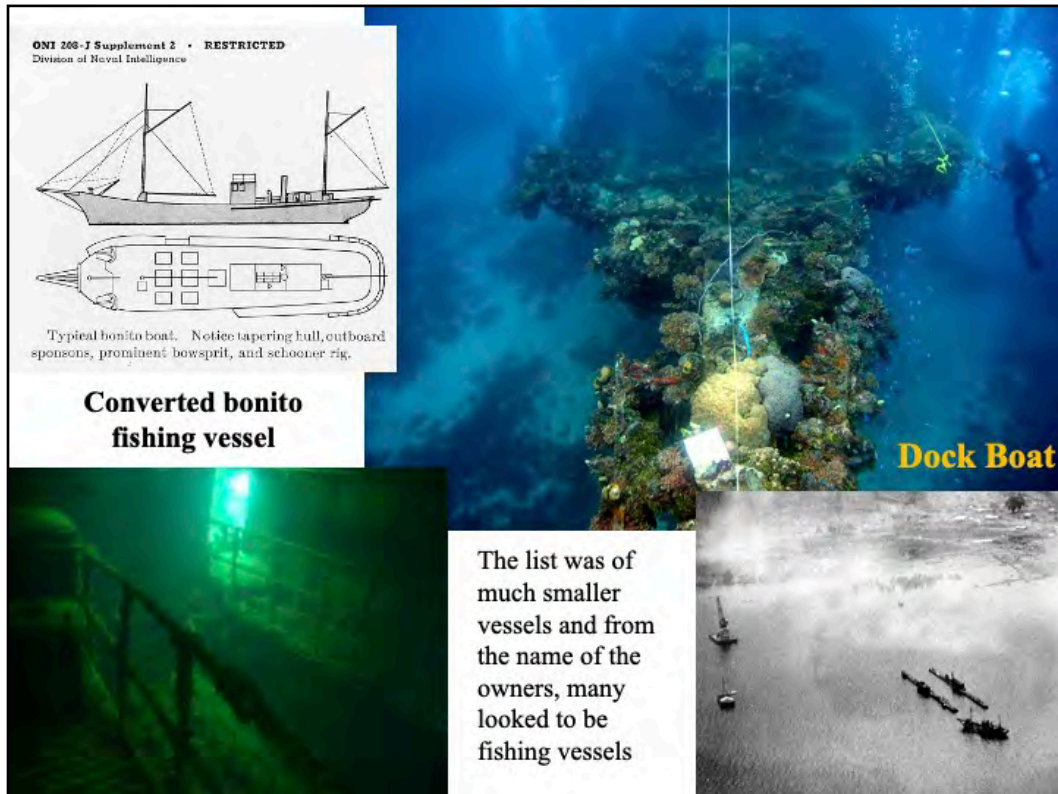 ONI 208-J Supplement 2 • RESTRICTED
Division of Naval Intelligence
Typical bonito boat. Notice tapering hull, outboard
sponsons, prominent bowsprit, and schooner rig.
Converted bonito
fishing vessel
Dock Boat
The list was of
much smaller
vessels and from
the name of the
owners, many
looked to be
fishing vessels